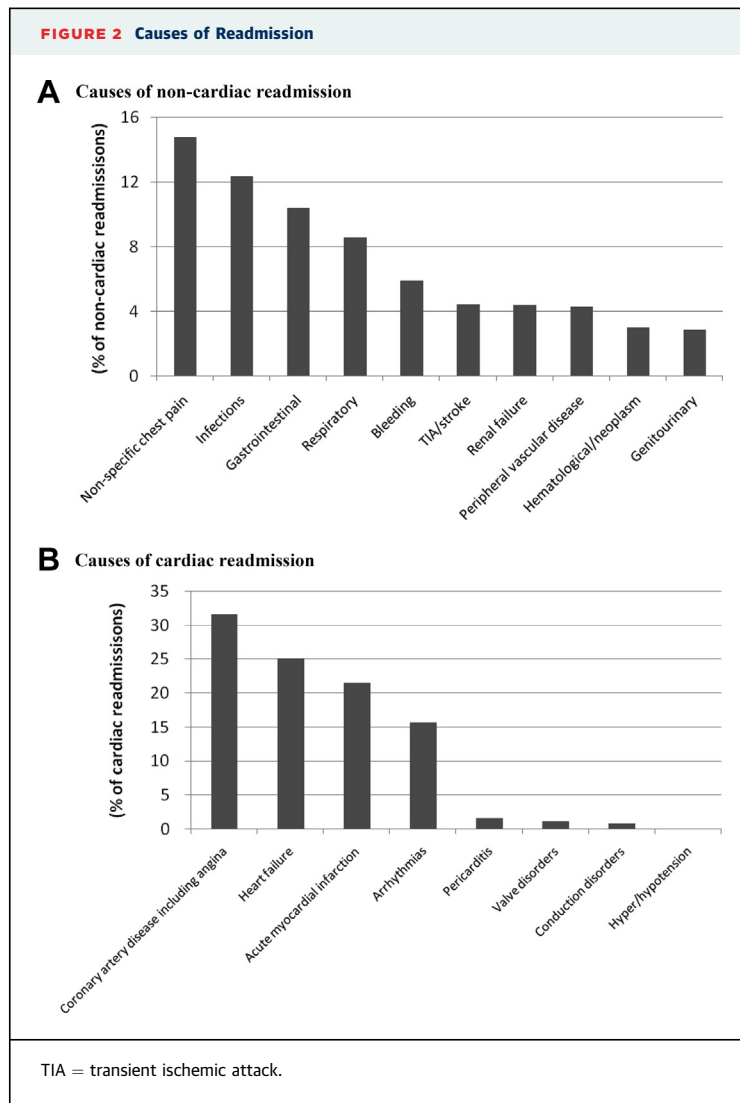 FIGURE 2 Causes of Readmission
A Causes of non-cardiac readmission
(% of non-cardiac readmissisons)
16
12
8
4
0
Non-specific chest pain
Infections
Gastrointestinal
Respiratory
Bleeding
TIA/stroke
Renal failure
Peripheral vascular disease
Hematological/neoplasm
Genitourinary
B Causes of cardiac readmission
(% of cardiac readmissisons)
35
30
25
20
15
10
5
0
Coronary artery disease including angina
Heart failure
Acute myocardial infarction
Arrhythmias
Pericarditis
Valve disorders
Conduction disorders
Hyper/hypotension
TIA = transient ischemic attack.